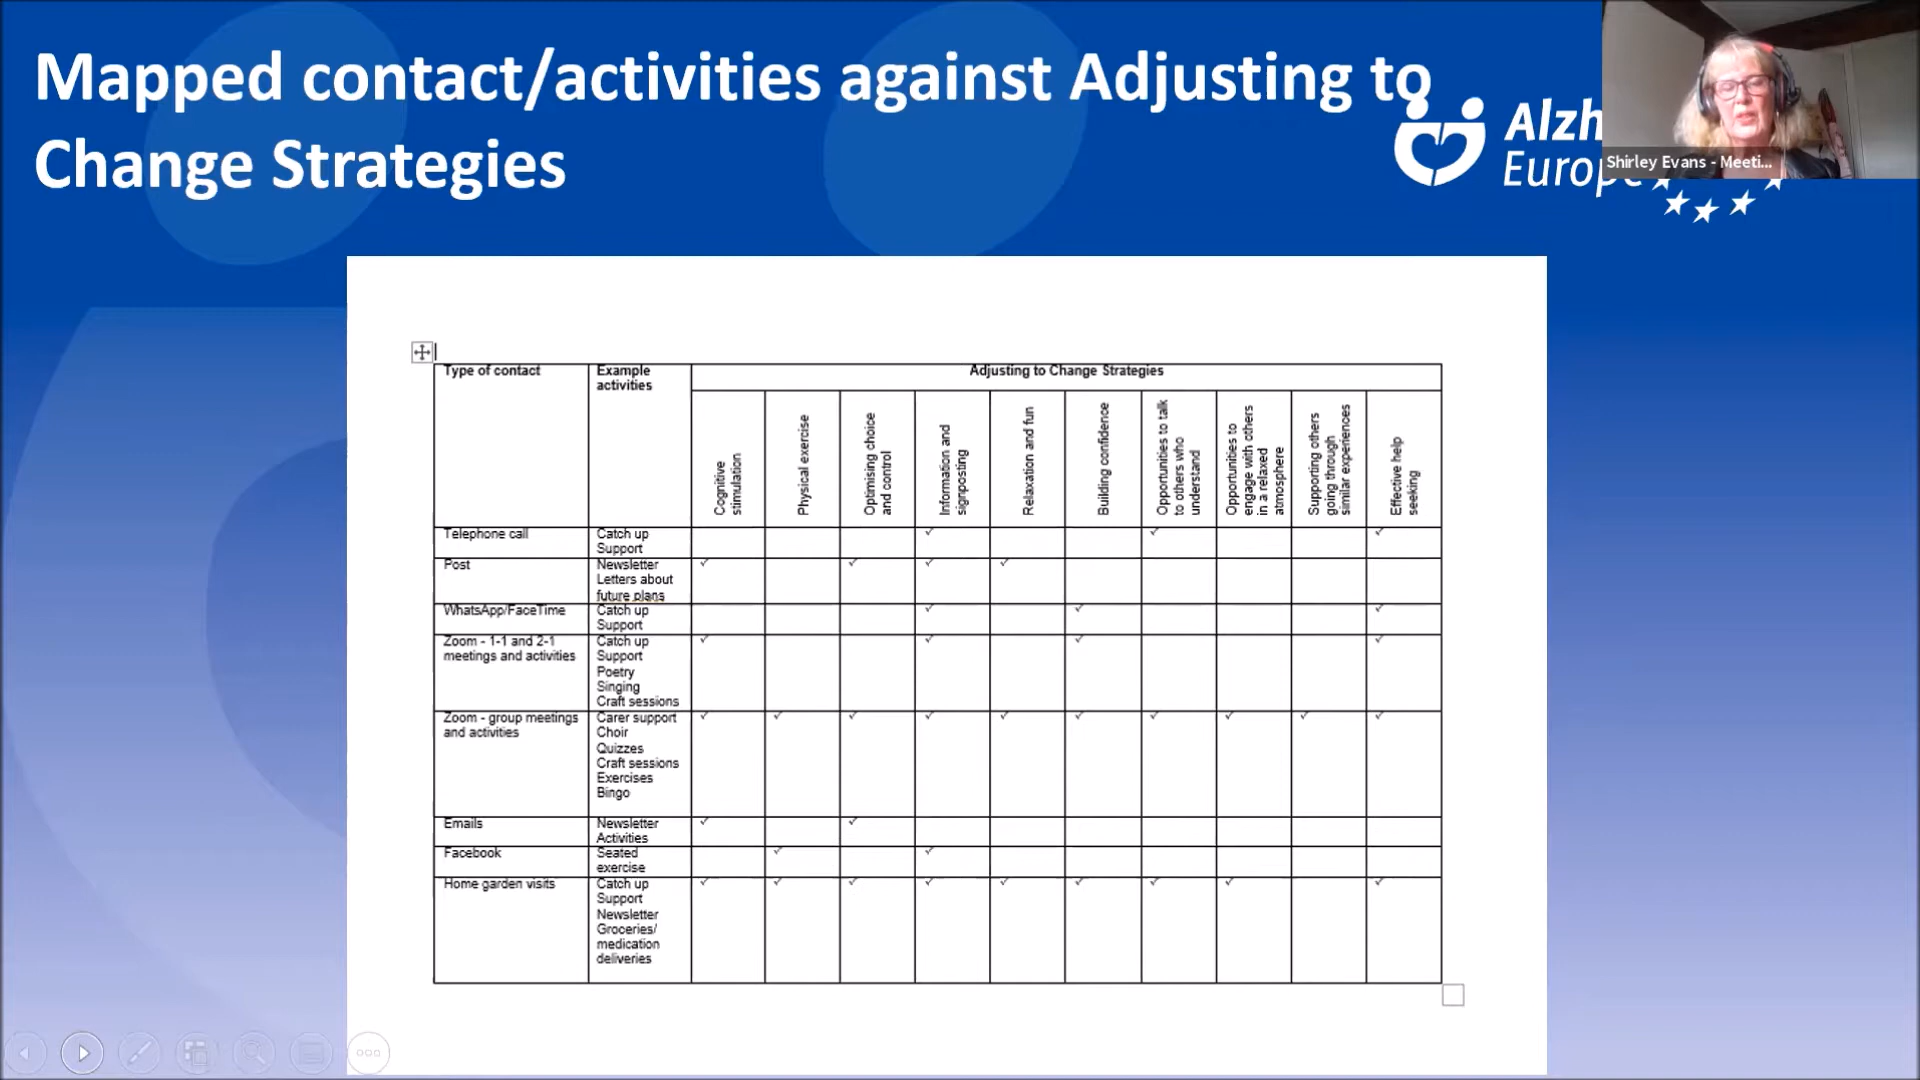 Mapped contact/activities against Adjusting to
Change Strategies
Alzh
Europe
Shirley Evans - Meeti...
Type of contact
Example
activities
Adjusting to Change Strategies
Cognitive
stimulation
Physical exercise
Optimising choice
and control
Information and
signposting
Relaxation and fun
Building confidence
Opportunities to talk
to others who
understand
Opportunities to
engage with others
in a relaxed
atmosphere
Supporting others
going through
similar experiences
Effective help
seeking
Telephone call
Catch up
Support
✓ ✓ ✓
Post
Newsletter
Letters about
future plans
✓ ✓ ✓ ✓
WhatsApp/FaceTime
Catch up
Support
✓ ✓ ✓
Zoom - 1-1 and 2-1
meetings and activities
Catch up
Support
Poetry
Singing
Craft sessions
✓ ✓ ✓ ✓
Zoom - group meetings
and activities
Carer support
Choir
Quizzes
Craft sessions
Exercises
Bingo
✓ ✓ ✓ ✓ ✓ ✓ ✓ ✓ ✓ ✓
Emails
Newsletter
Activities
✓ ✓
Facebook
Seated
exercise
✓ ✓
Home garden visits
Catch up
Support
Newsletter
Groceries/
medication
deliveries
✓ ✓ ✓ ✓ ✓ ✓ ✓ ✓ ✓